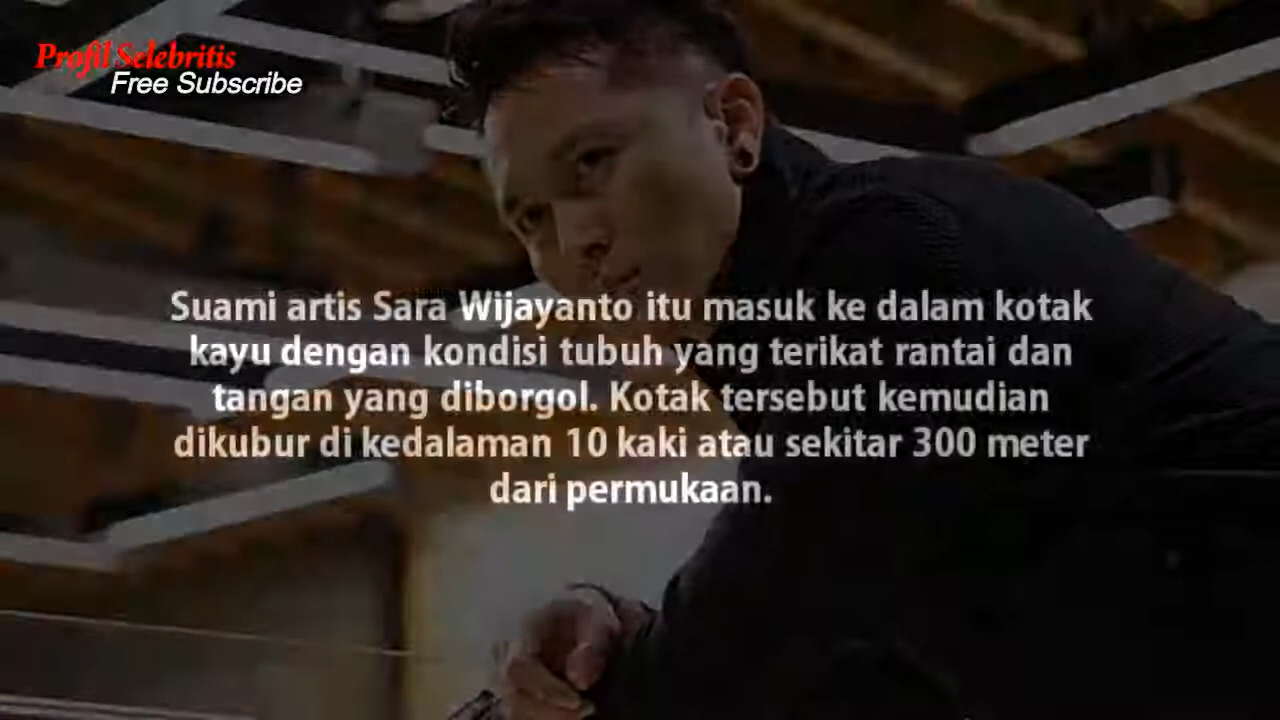 Profil Selebritis
Free Subscribe
Suami artis Sara Wijayanto itu masuk ke dalam kotak
kayu dengan kondisi tubuh yang terikat rantai dan
tangan yang diborgol. Kotak tersebut kemudian
dikubur di kedalaman 10 kaki atau sekitar 300 meter
dari permukaan.